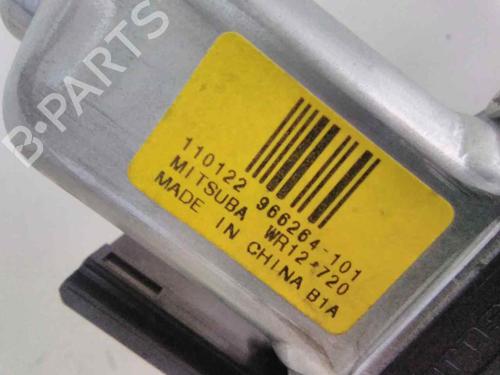 B-PARTS
110122 966264-101
MITSUBA WR12*720
MADE IN CHINA B1A